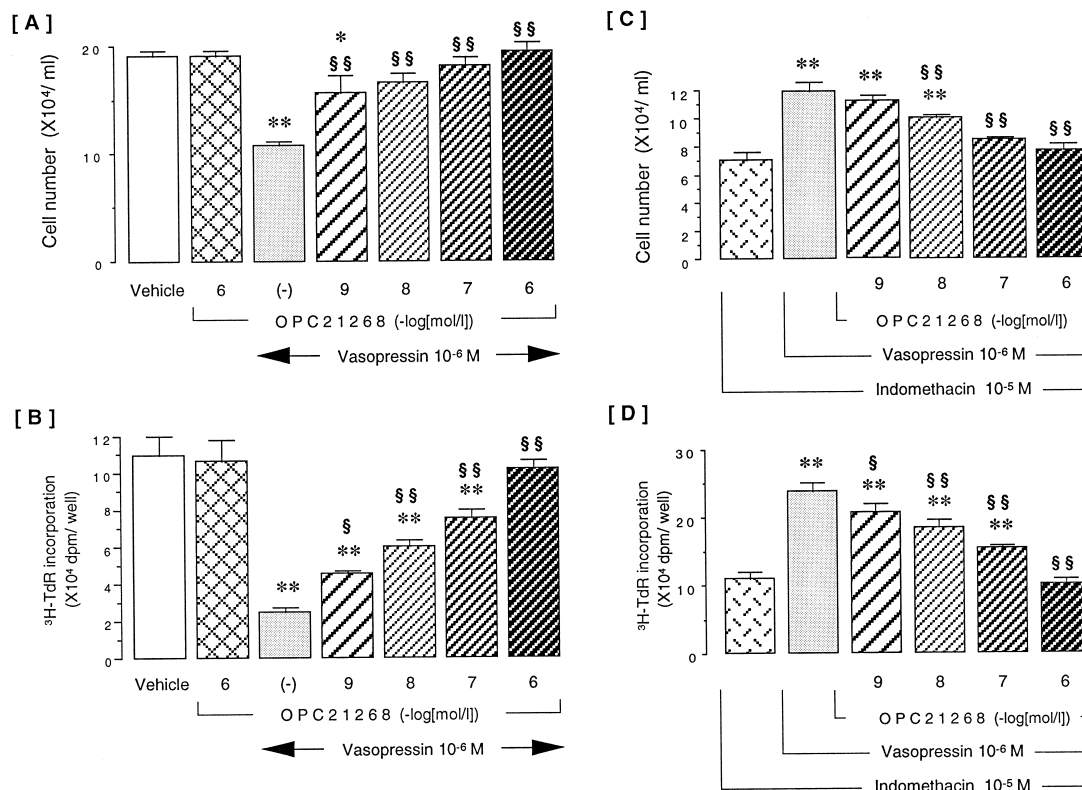 [ A ]
20
10
0
Cell number (X10⁴/ ml)
** 
*
§§
§§
§§
§§
Vehicle 6 (-) 9 8 7 6
OPC21268 (-log[mol/l])
Vasopressin 10⁻⁶ M
[ B ]
12
10
8
6
4
2
0
³H-TdR incorporation
(X10⁴ dpm/ well)
**
§
**
§§
**
§§
**
§§
Vehicle 6 (-) 9 8 7 6
OPC21268 (-log[mol/l])
Vasopressin 10⁻⁶ M
[ C ]
12
10
8
6
4
2
0
Cell number (X10⁴/ ml)
**
**
§§
**
§§
§§
9 8 7 6
OPC21268 (-log[mol/l])
Vasopressin 10⁻⁶ M
Indomethacin 10⁻⁵ M
[ D ]
30
20
10
0
³H-TdR incorporation
(X10⁴ dpm/ well)
**
§
**
§§
**
§§
**
§§
9 8 7 6
OPC21268 (-log[mol/l])
Vasopressin 10⁻⁶ M
Indomethacin 10⁻⁵ M